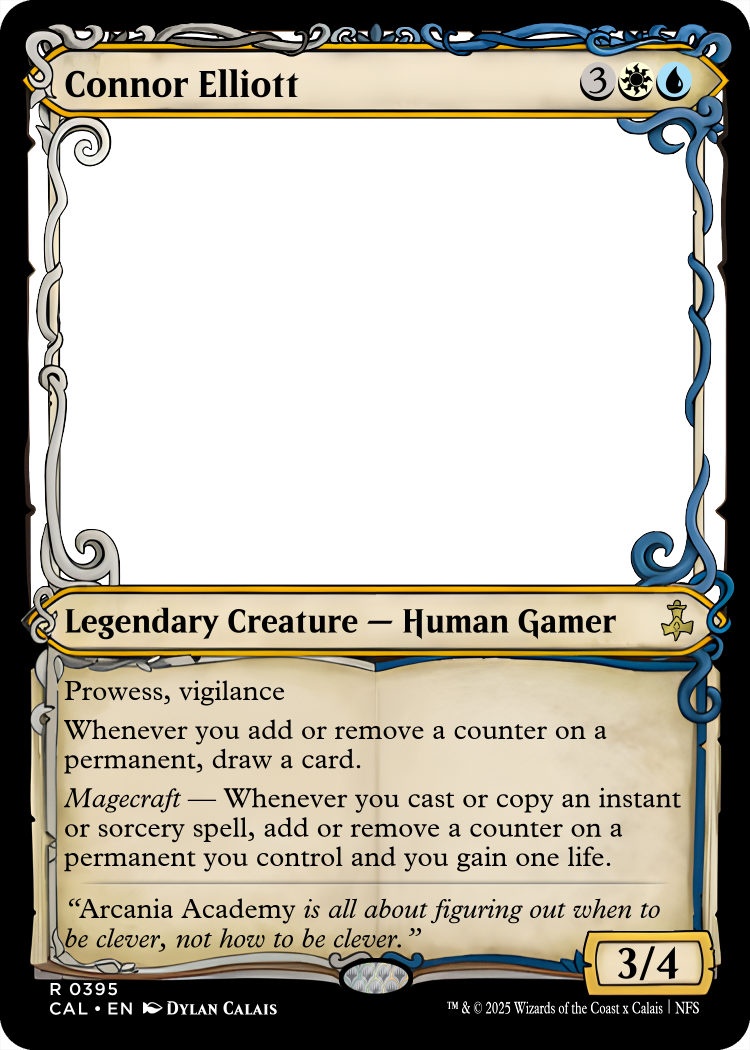 Connor Elliott 3
Legendary Creature — Human Gamer
Prowess, vigilance
Whenever you add or remove a counter on a
permanent, draw a card.
Magecraft — Whenever you cast or copy an instant
or sorcery spell, add or remove a counter on a
permanent you control and you gain one life.
“Arcania Academy is all about figuring out when to
be clever, not how to be clever.”
3/4
R 0395
CAL • EN DYLAN CALAIS
™ & © 2025 Wizards of the Coast x Calais | NFS